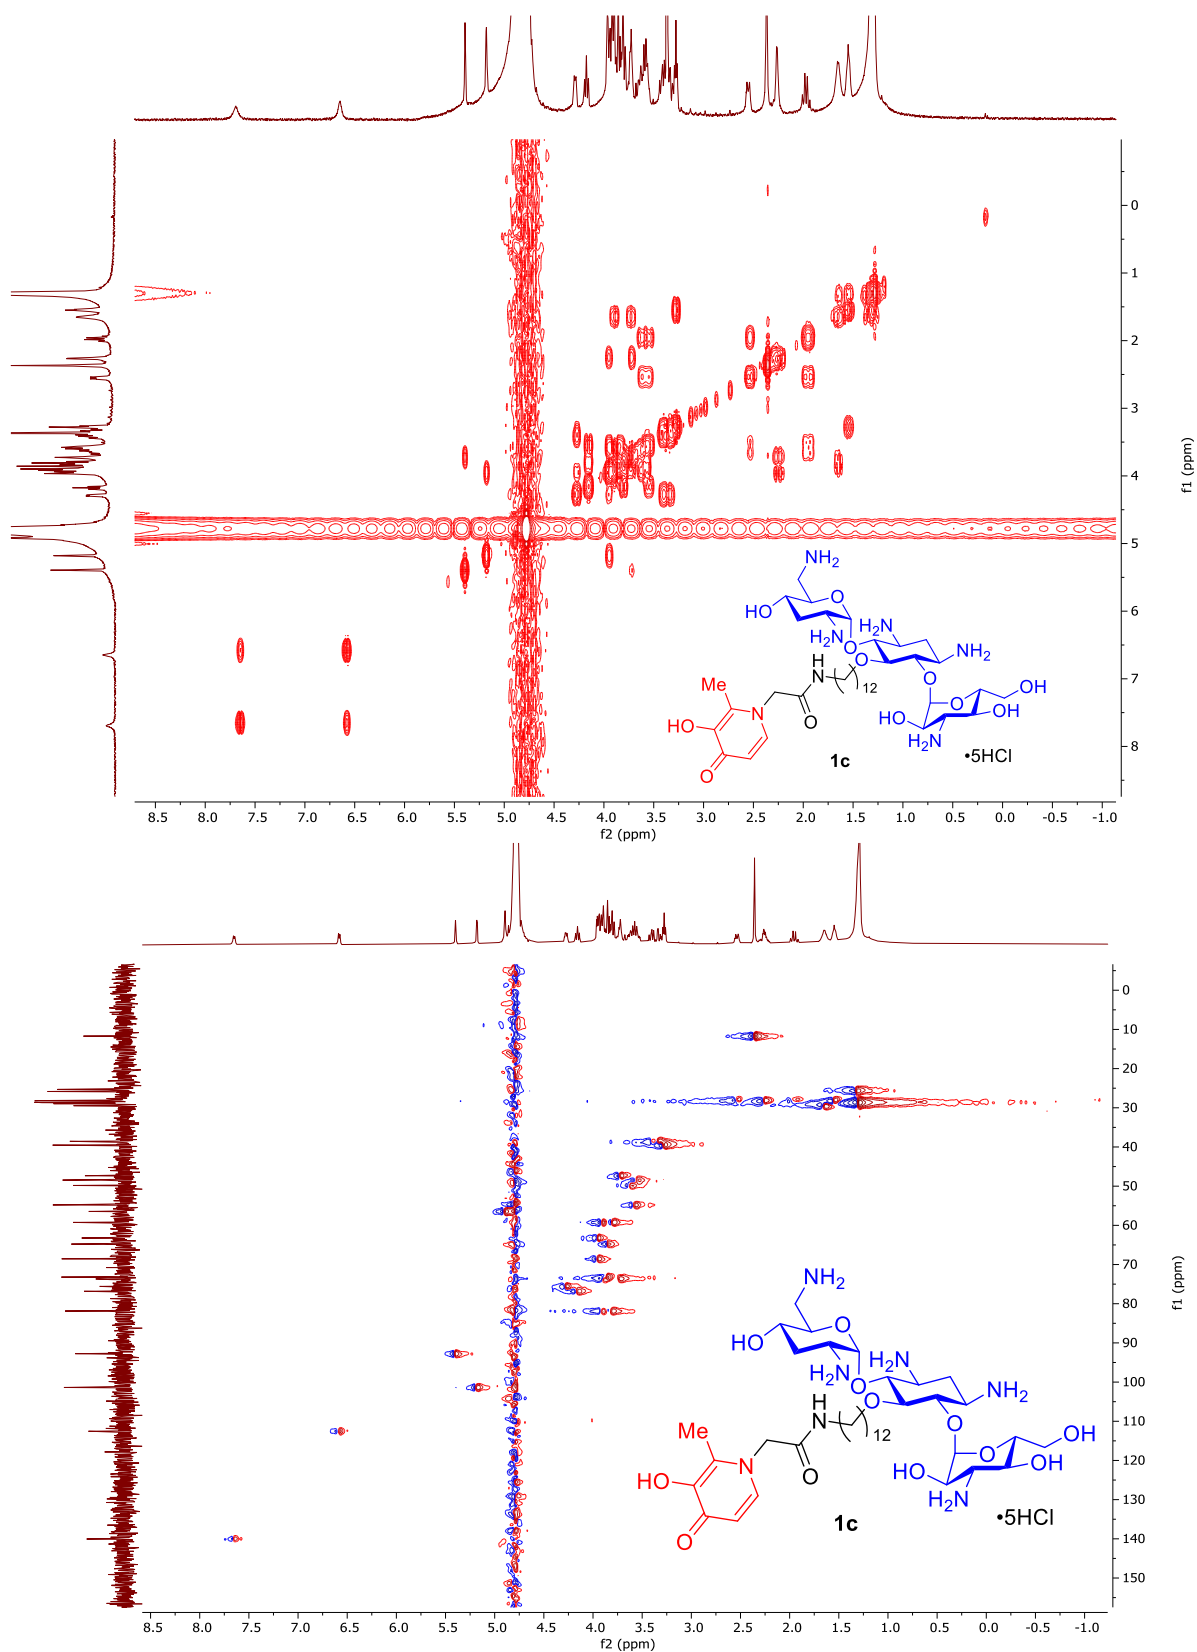 0
1
2
3
4
5
6
7
8
f1 (ppm)
NH2
O
HO
H2N
H2N
NH2
O
H
N
O
12
O
Me
N
O
OH
O
HO
OH
HO
H2N
O
1c
•5HCl
8.5 8.0 7.5 7.0 6.5 6.0 5.5 5.0 4.5 4.0 3.5 3.0 2.5 2.0 1.5 1.0 0.5 0.0 -0.5 -1.0
f2 (ppm)
0
10
20
30
40
50
60
70
80
90
100
110
120
130
140
150
f1 (ppm)
NH2
O
HO
H2N
H2N
NH2
O
H
N
O
12
O
Me
N
O
OH
O
HO
OH
HO
H2N
O
1c
•5HCl
8.5 8.0 7.5 7.0 6.5 6.0 5.5 5.0 4.5 4.0 3.5 3.0 2.5 2.0 1.5 1.0 0.5 0.0 -0.5 -1.0
f2 (ppm)